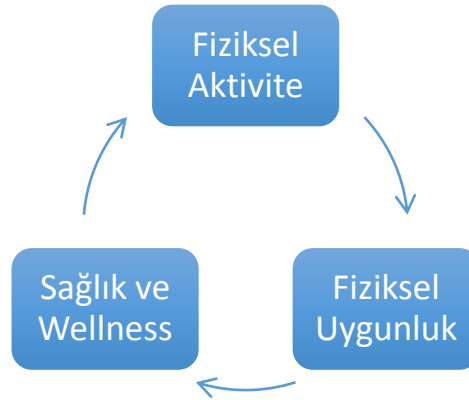 Fiziksel
Aktivite
Sağlık ve
Wellness
Fiziksel
Uygunluk